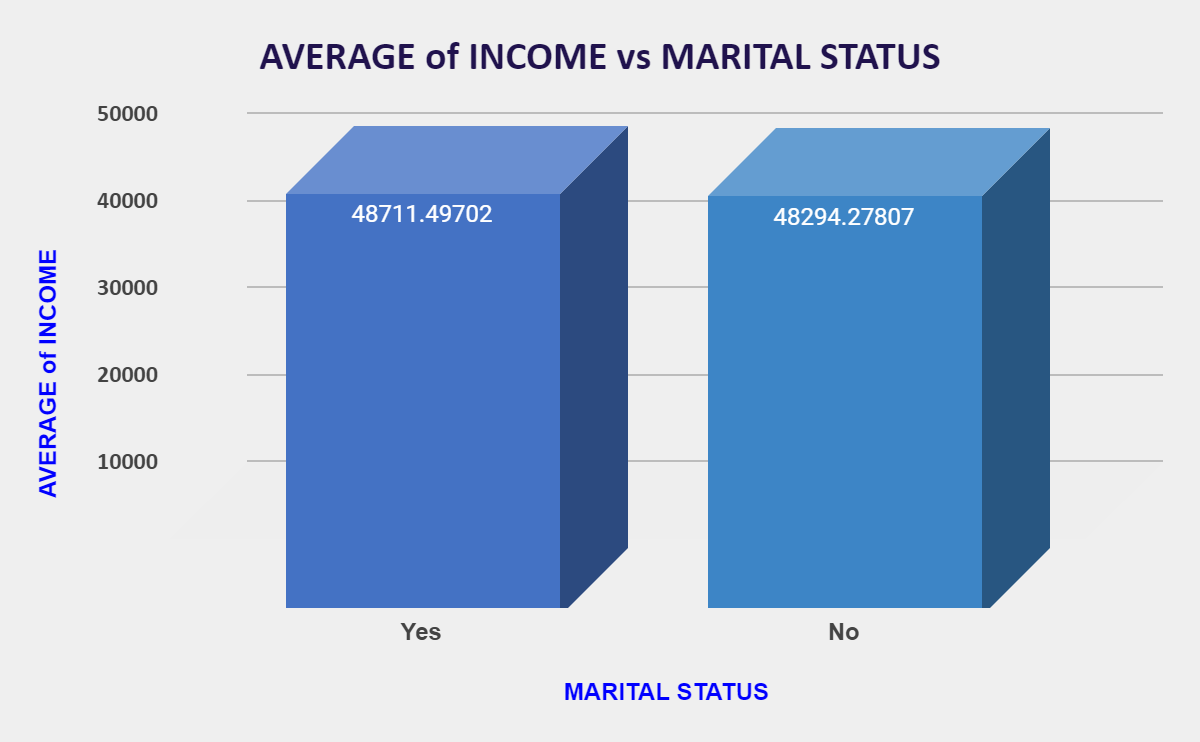 AVERAGE of INCOME vs MARITAL STATUS
50000
40000
30000
20000
10000
AVERAGE of INCOME
48711.49702
48294.27807
Yes
No
MARITAL STATUS